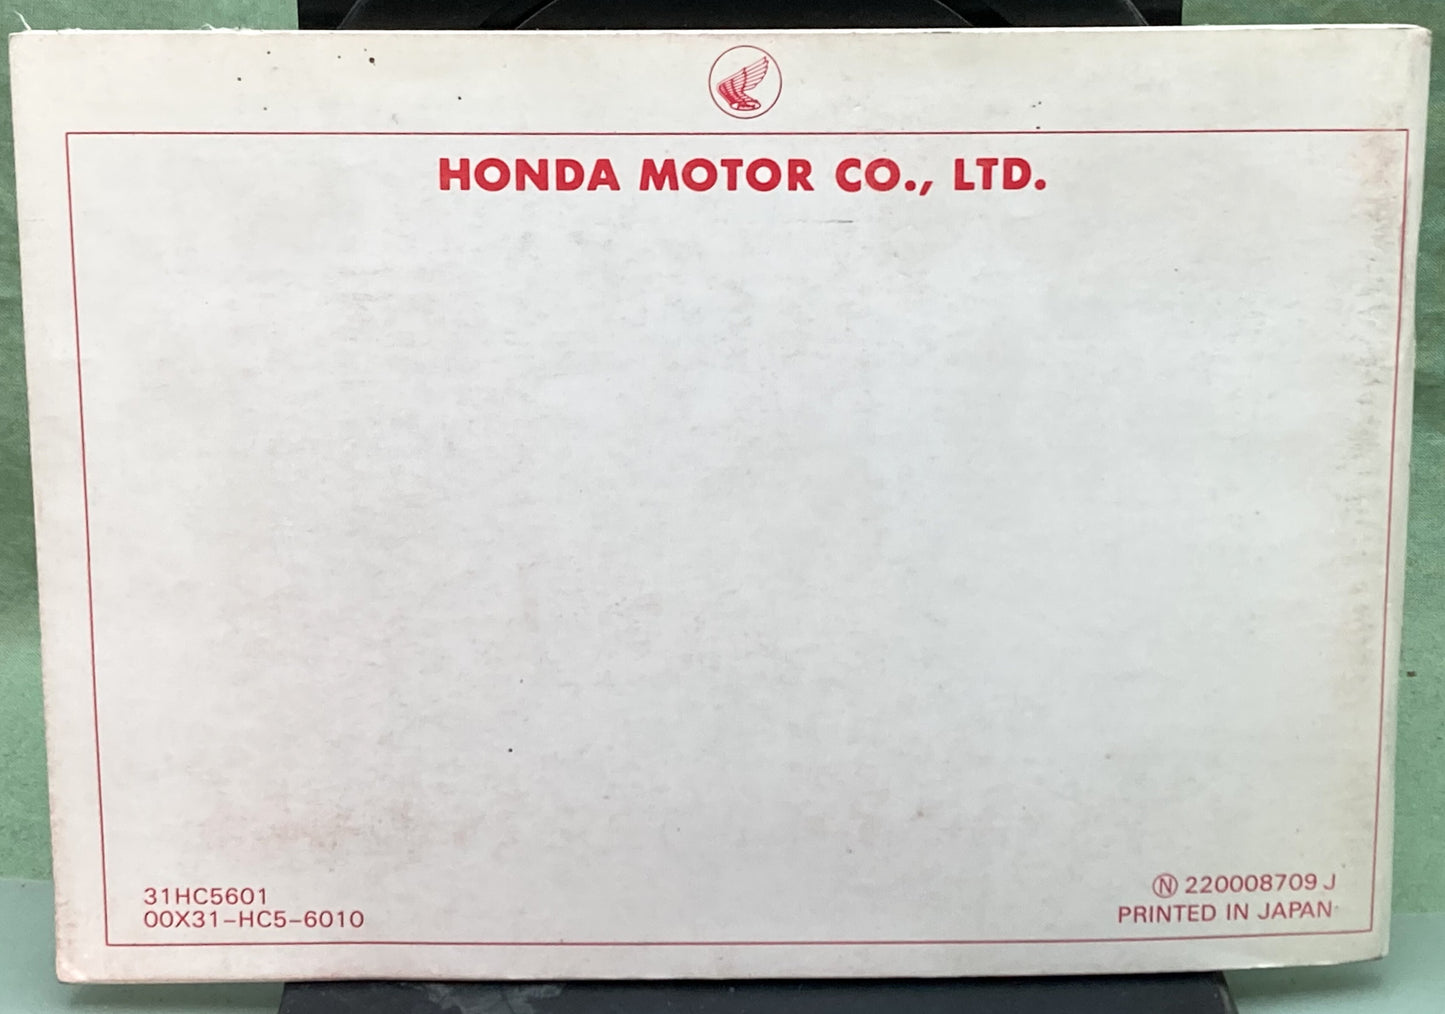 HONDA MOTOR CO., LTD.
31HC5601
00X31-HC5-6010
Ⓝ 220008709 J
PRINTED IN JAPAN